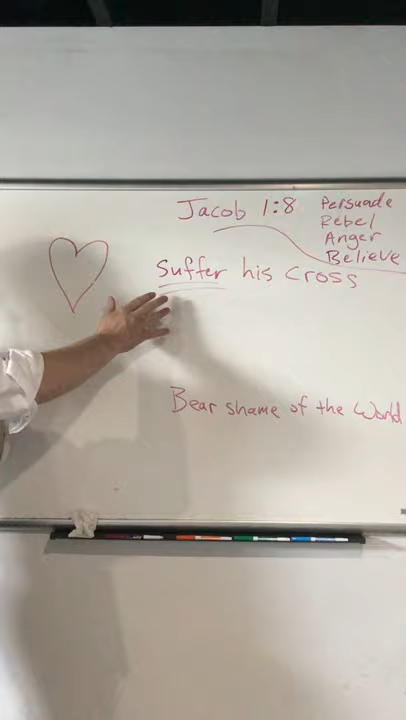 Jacob 1:8
Persuade
Rebel
Anger
Believe
Suffer his cross
Bear shame of the World